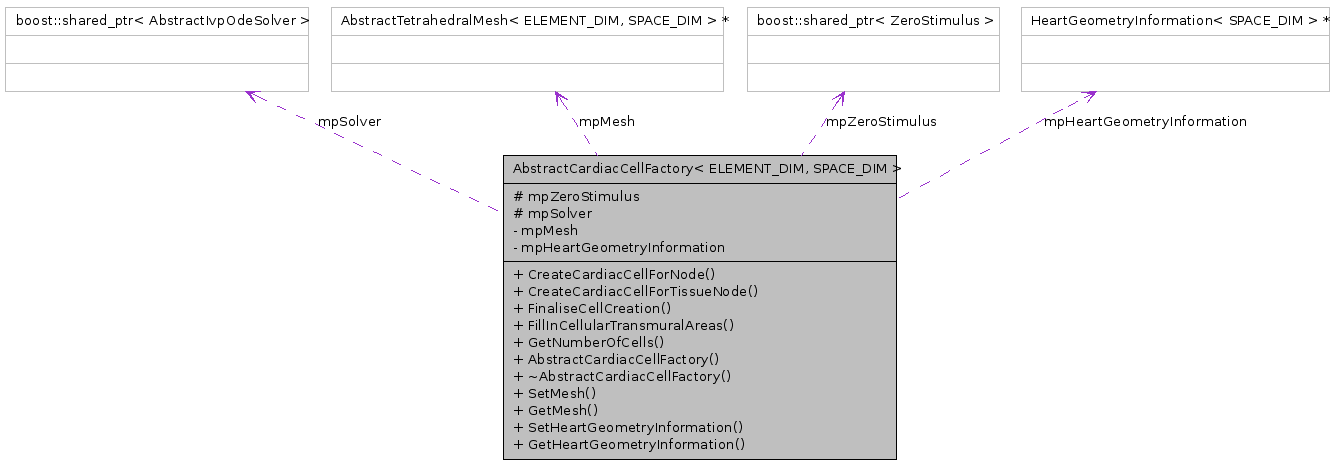 boost::shared_ptr< AbstractIvpOdeSolver >
AbstractTetrahedralMesh< ELEMENT_DIM, SPACE_DIM > *
boost::shared_ptr< ZeroStimulus >
HeartGeometryInformation< SPACE_DIM > *
mpSolver
mpMesh
mpZeroStimulus
mpHeartGeometryInformation
AbstractCardiacCellFactory< ELEMENT_DIM, SPACE_DIM >
# mpZeroStimulus
# mpSolver
- mpMesh
- mpHeartGeometryInformation
+ CreateCardiacCellForNode()
+ CreateCardiacCellForTissueNode()
+ FinaliseCellCreation()
+ FillInCellularTransmuralAreas()
+ GetNumberOfCells()
+ AbstractCardiacCellFactory()
+ ~AbstractCardiacCellFactory()
+ SetMesh()
+ GetMesh()
+ SetHeartGeometryInformation()
+ GetHeartGeometryInformation()